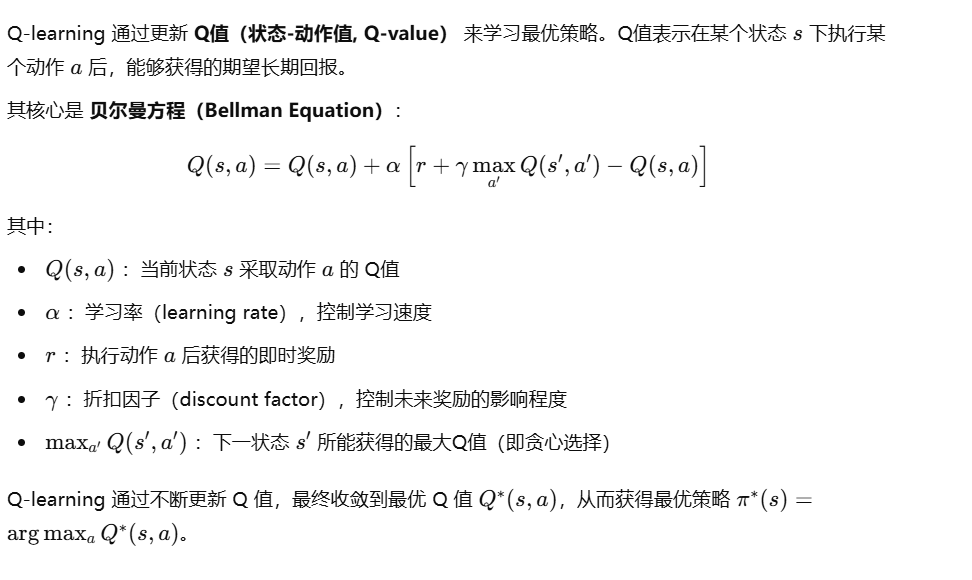 Q-learning 通过更新 Q值（状态-动作值, Q-value） 来学习最优策略。Q值表示在某个状态 s 下执行某
个动作 a 后，能够获得的期望长期回报。
其核心是 贝尔曼方程（Bellman Equation）:
Q(s, a) = Q(s, a) + α [r + γ max_{a′} Q(s′, a′) − Q(s, a)]
其中：
• Q(s, a)：当前状态 s 采取动作 a 的 Q值
• α：学习率（learning rate），控制学习速度
• r：执行动作 a 后获得的即时奖励
• γ：折扣因子（discount factor），控制未来奖励的影响程度
• max_{a′} Q(s′, a′)：下一状态 s′ 所能获得的最大Q值（即贪心选择）
Q-learning 通过不断更新 Q 值，最终收敛到最优 Q 值 Q*(s, a)，从而获得最优策略 π*(s) =
arg max_a Q*(s, a)。